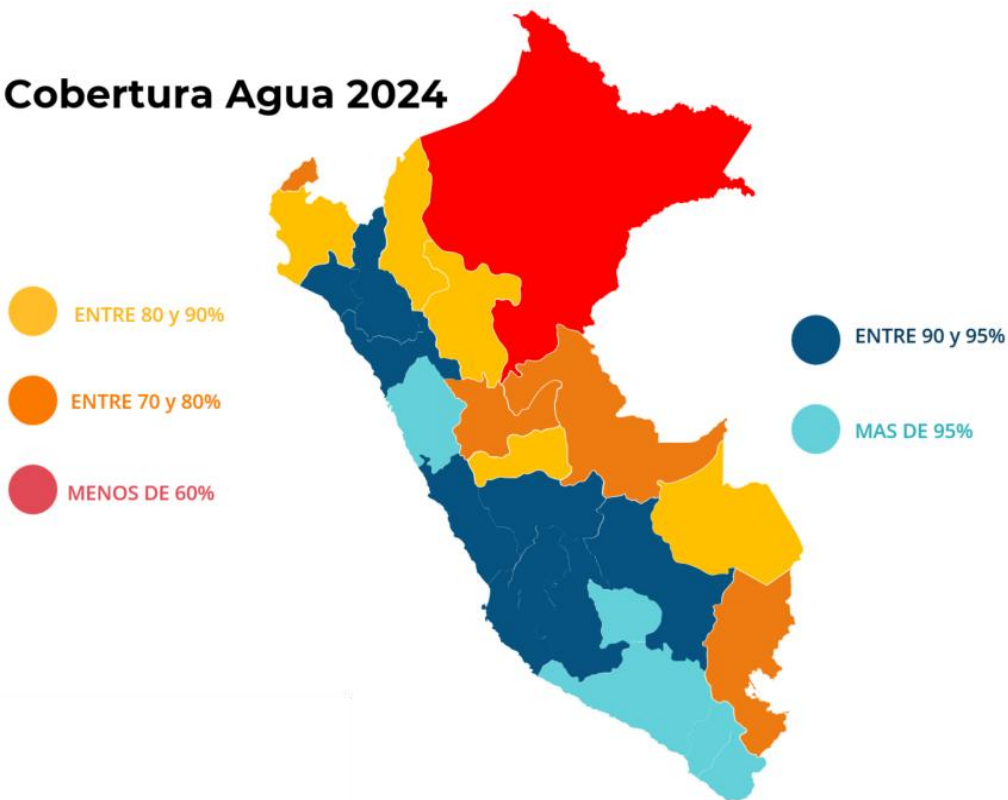 Cobertura Agua 2024
ENTRE 80 y 90%
ENTRE 70 y 80%
MENOS DE 60%
ENTRE 90 y 95%
MAS DE 95%